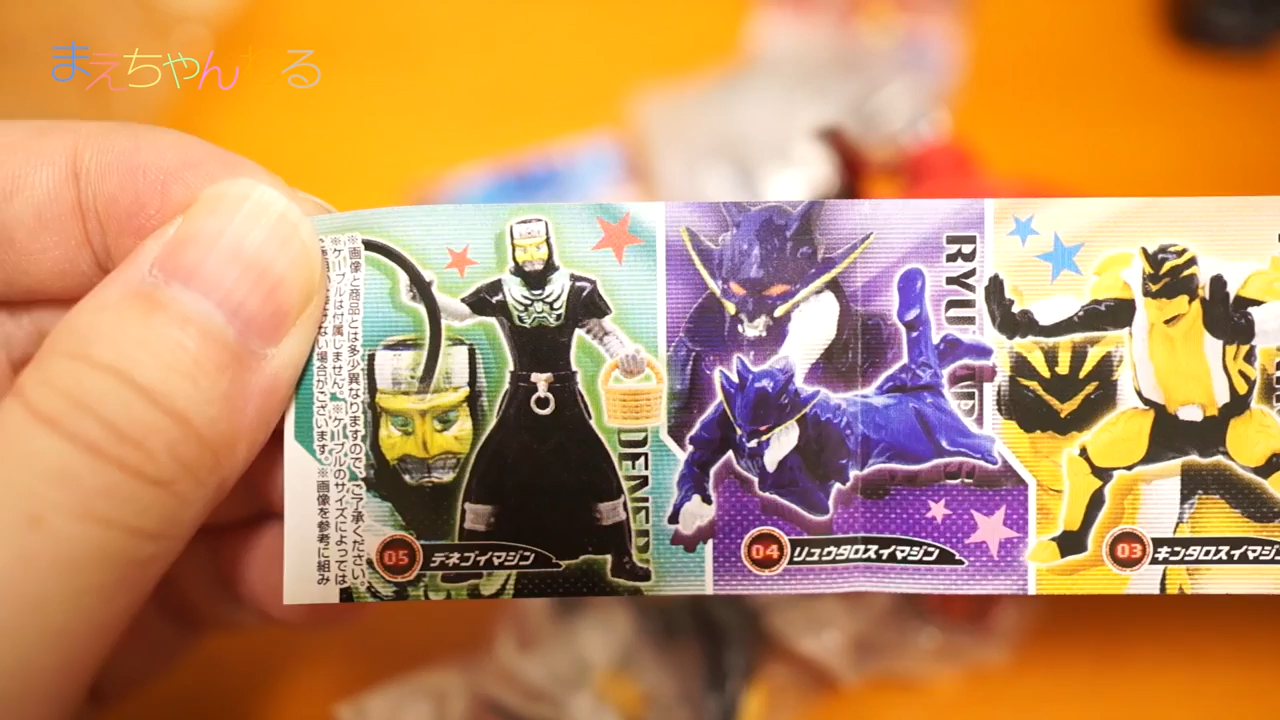 まえちゃんねる
※画像と商品とは多少異なりますので、ご了承ください。
※ケーブルは付属しません。※ケーブルのサイズによっては
ない場合がございます。※画像を参考に組み
DENEB
05 デネブイマジン
RYU
04 リュウタロスイマジン
03 キンタロスイマジ